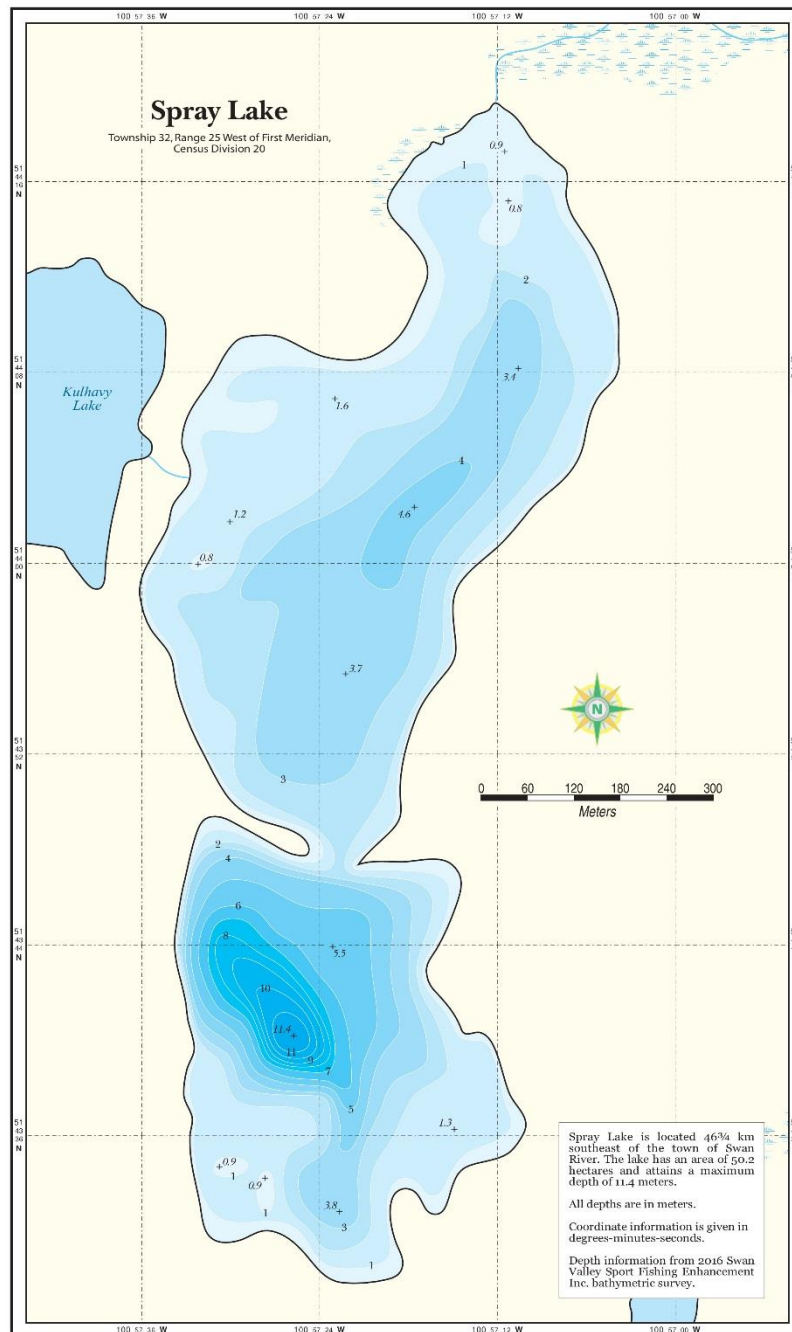 100 57 36 W
100 57 24 W
100 57 12 W
100 57 00 W
Spray Lake
Township 32, Range 25 West of First Meridian,
Census Division 20
0.9
1
51
44
16
N
0.8
2
51
44
08
N
3.4
Kulhavy
Lake
1.6
4
4.6
1.2
0.8
51
44
50
N
3.7
N
51
43
52
N
3
0 60 120 180 240 300
Meters
2
4
6
8
51
43
44
N
5.5
10
11.4
11
9
7
5
1.3
51
43
36
N
0.9
1
0.9
1
3.8
3
1
Spray Lake is located 46¾ km
southeast of the town of Swan
River. The lake has an area of 50.2
hectares and attains a maximum
depth of 11.4 meters.
All depths are in meters.
Coordinate information is given in
degrees-minutes-seconds.
Depth information from 2016 Swan
Valley Sport Fishing Enhancement
Inc. bathymetric survey.
100 57 36 W
100 57 24 W
100 57 12 W
100 57 00 W